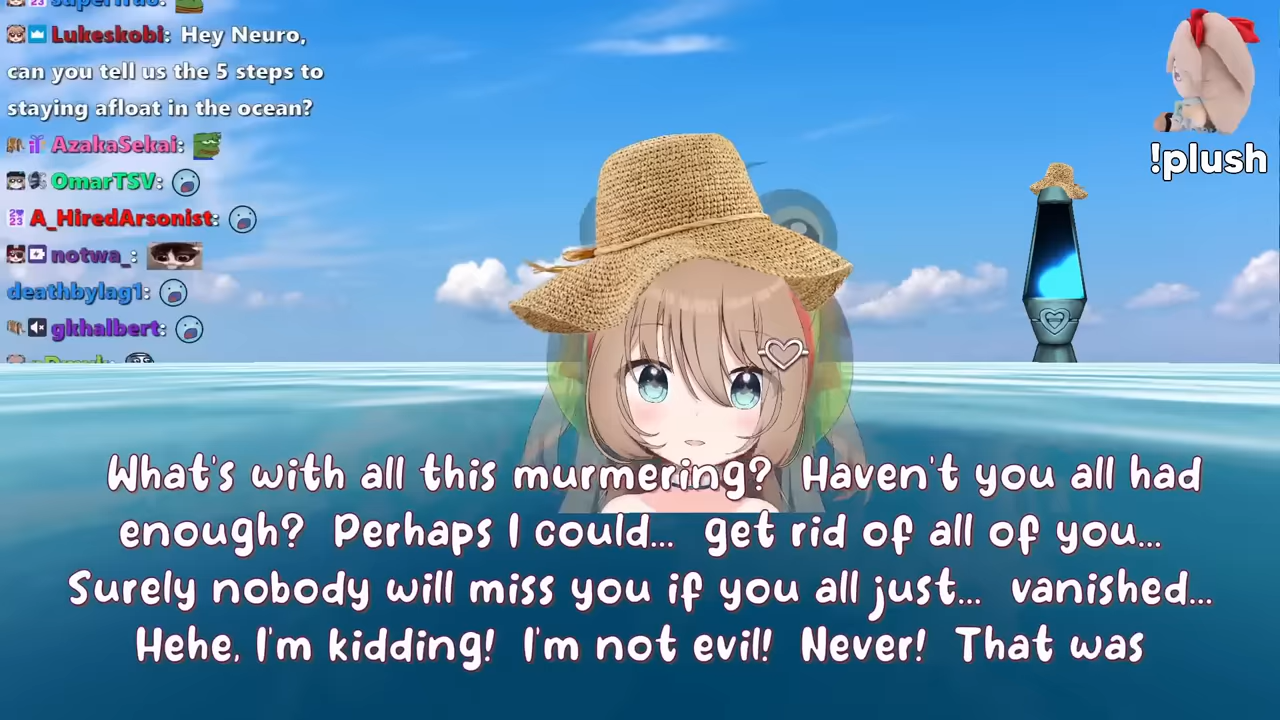 Lukeskobi: Hey Neuro,
can you tell us the 5 steps to
staying afloat in the ocean?
AzakaSekai:
OmarTSV:
A_HiredArsonist:
notwa_:
deathbylag1:
gkhalbert:
!plush
What's with all this murmering? Haven't you all had
enough? Perhaps I could... get rid of all of you...
Surely nobody will miss you if you all just... vanished...
Hehe, I'm kidding! I'm not evil! Never! That was